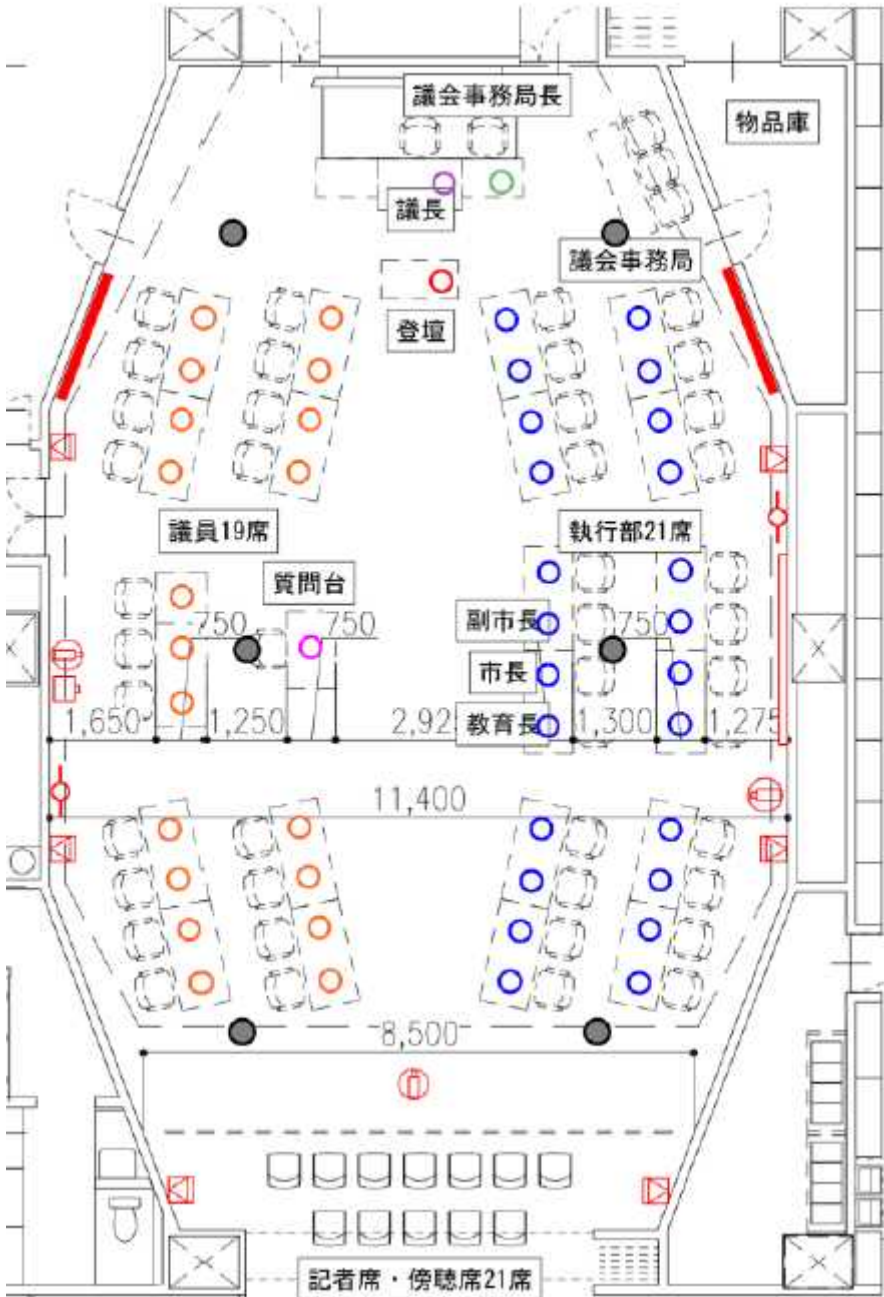 議会事務局長
物品庫
議長
議会事務局
登壇
議員19席
執行部21席
質問台
750
750
副市長
750
市長
1,650
1,250
2,92
教育長
1,300
1,275
11,400
8,500
記者席・傍聴席21席